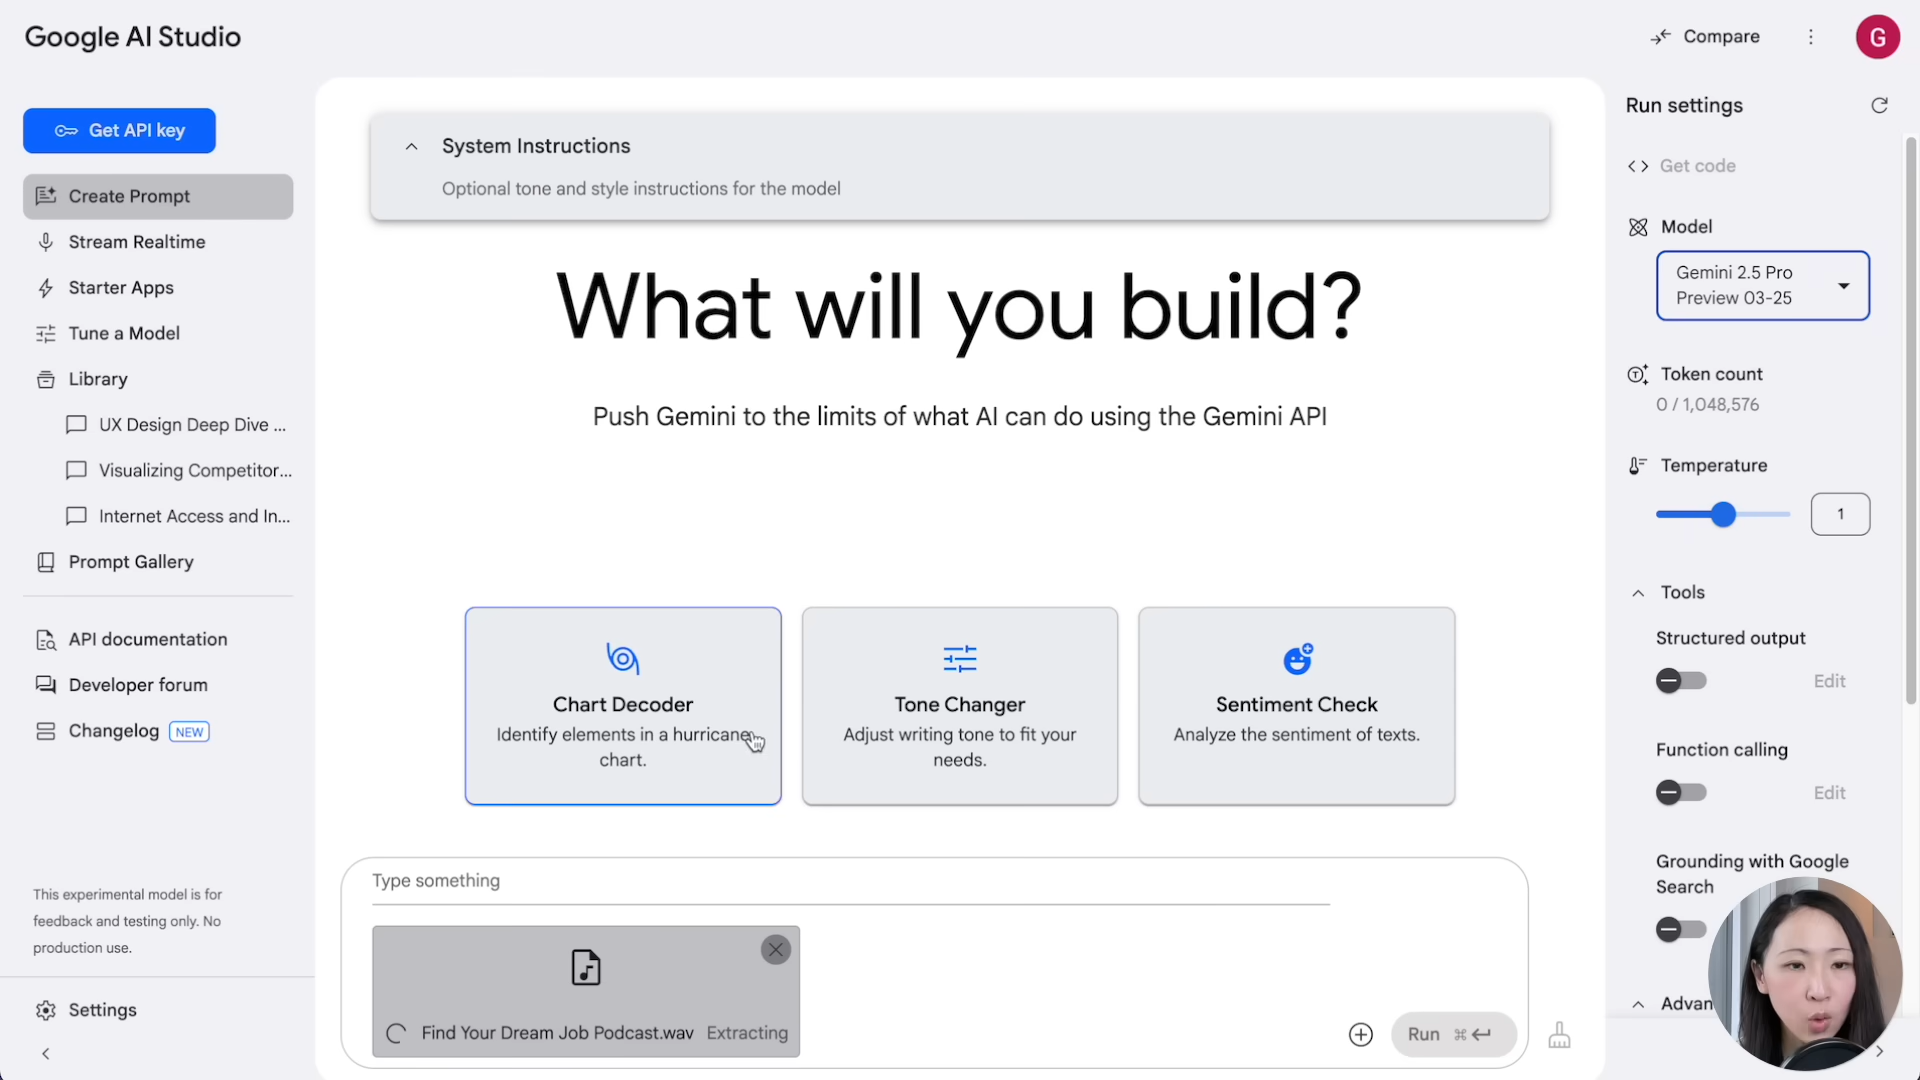 Google AI Studio
Compare
G
Get API key
Create Prompt
Stream Realtime
Starter Apps
Tune a Model
Library
UX Design Deep Dive ...
Visualizing Competitor...
Internet Access and In...
Prompt Gallery
API documentation
Developer forum
Changelog NEW
This experimental model is for
feedback and testing only. No
production use.
Settings
System Instructions
Optional tone and style instructions for the model
What will you build?
Push Gemini to the limits of what AI can do using the Gemini API
Chart Decoder
Identify elements in a hurricane
chart.
Tone Changer
Adjust writing tone to fit your
needs.
Sentiment Check
Analyze the sentiment of texts.
Type something
Find Your Dream Job Podcast.wav Extracting
Run ⌘
Run settings
Get code
Model
Gemini 2.5 Pro
Preview 03-25
Token count
0 / 1,048,576
Temperature
1
Tools
Structured output
Edit
Function calling
Edit
Grounding with Google
Search